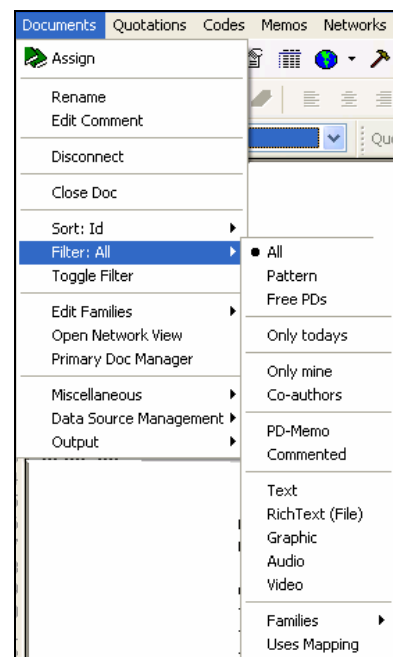 Documents Quotations Codes Memos Networks
Assign
Rename
Edit Comment
Disconnect
Qu
Close Doc
Sort: Id
Filter: All
Toggle Filter
Edit Families
Open Network View
Primary Doc Manager
Miscellaneous
Data Source Management
Output
All
Pattern
Free PDs
Only todays
Only mine
Co-authors
PD-Memo
Commented
Text
RichText (File)
Graphic
Audio
Video
Families
Uses Mapping